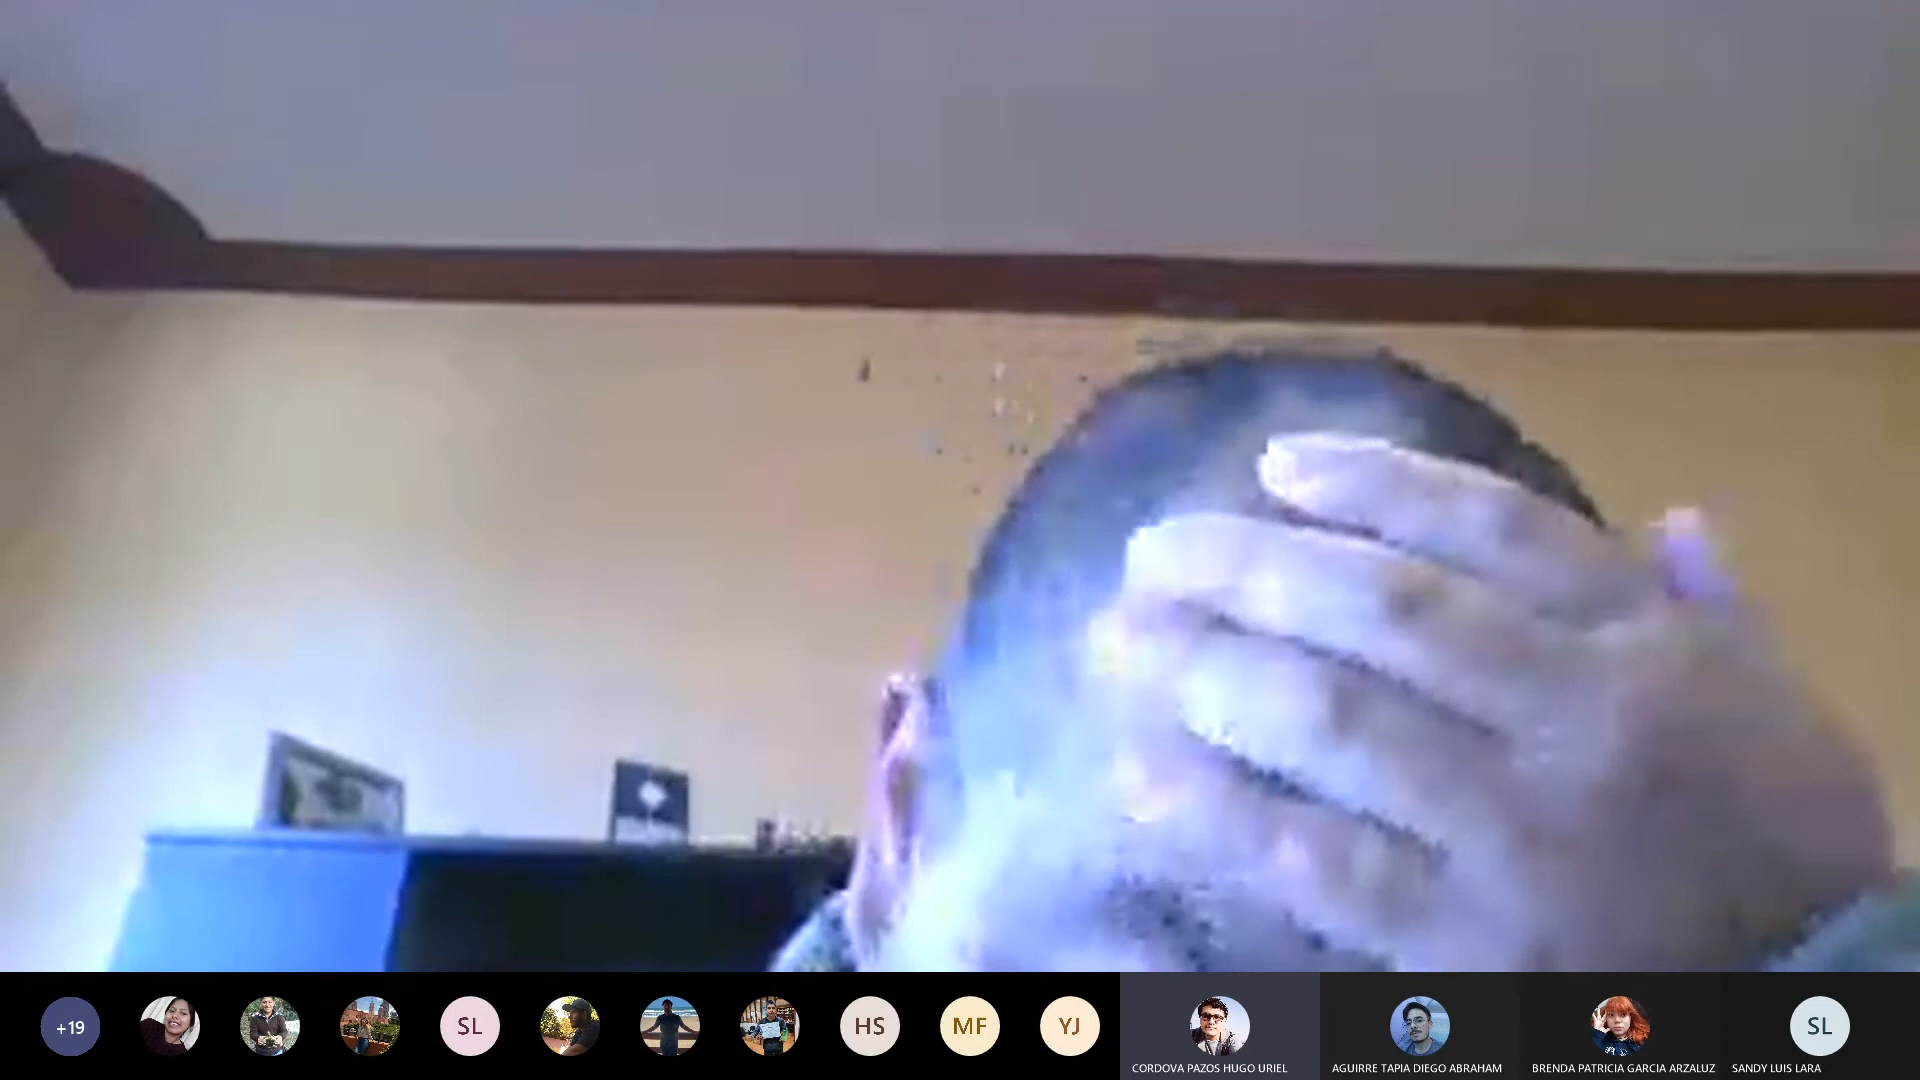 +19
SL
HS
MF
YJ
SL
CORDOVA PAZOS HUGO URIEL
AGUIRRE TAPIA DIEGO ABRAHAM
BRENDA PATRICIA GARCIA ARZALUZ
SANDY LUIS LARA